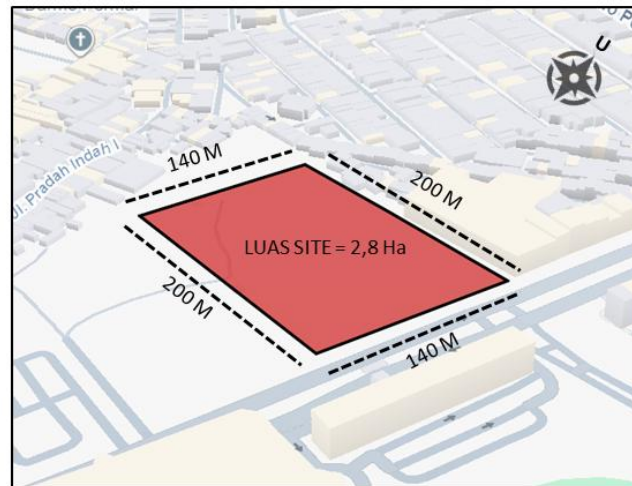 U
Jl. Pradah Indah I
140 M
200 M
LUAS SITE = 2,8 Ha
200 M
140 M